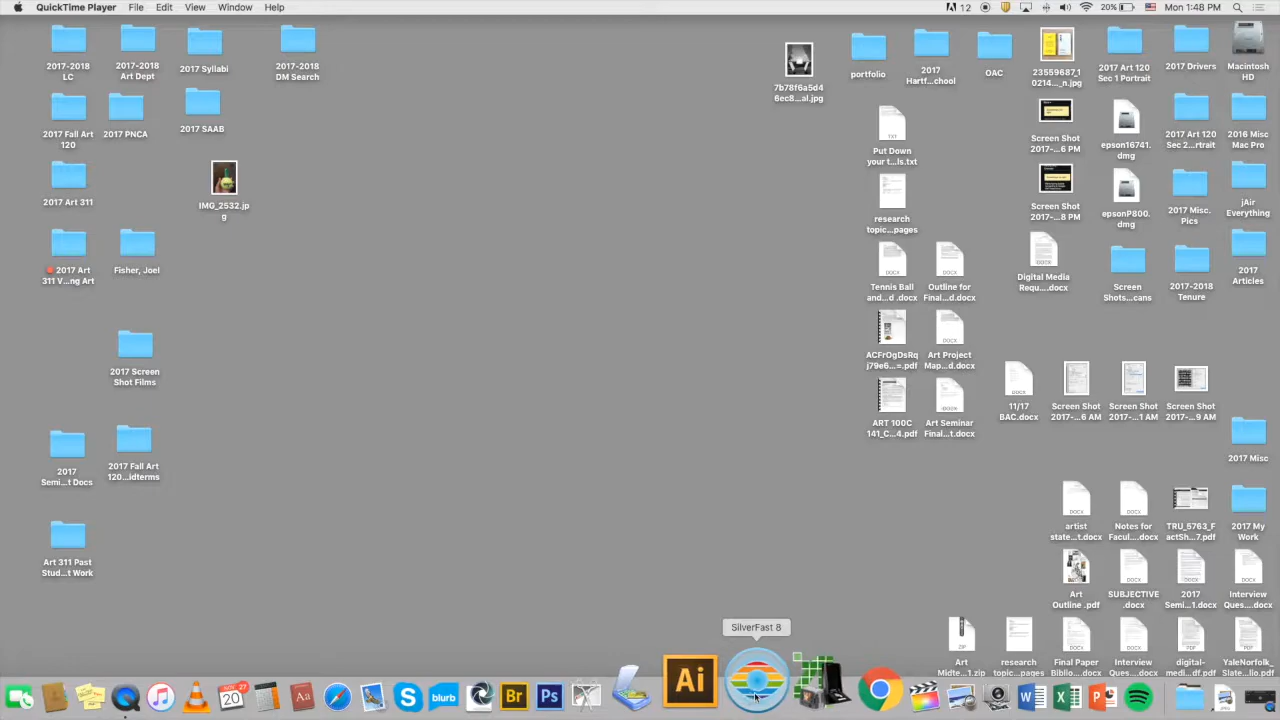 QuickTime Player File Edit View Window Help
12 20% Mon 1:48 PM
2017-2018
LC
2017-2018
Art Dept
2017 Syllabi
2017-2018
DM Search
7b78f6a5d4
6ec8...al.jpg
portfolio
2017
Hartf...chool
OAC
23559687_1
0214..._n.jpg
2017 Art 120
Sec 1 Portrait
2017 Drivers
Macintosh
HD
2017 Fall Art
120
2017 PNCA
2017 SAAB
Put Down
your t...ls.txt
Screen Shot
2017-...6 PM
epson16741.
dmg
2017 Art 120
Sec 2...rtrait
2016 Misc
Mac Pro
2017 Art 311
IMG_2532.jp
g
research
topic...pages
Screen Shot
2017-...8 PM
epsonP800.
dmg
2017 Misc.
Pics
jAir
Everything
2017 Art
311 V...ng Art
Fisher, Joel
Tennis Ball
and...d .docx
Outline for
Final...d.docx
Digital Media
Requ....docx
Screen
Shots...cans
2017-2018
Tenure
2017
Articles
2017 Screen
Shot Films
ACFrOgDsRq
j79e6...=.pdf
Art Project
Map...d.docx
11/17
BAC.docx
Screen Shot
2017-...6 AM
Screen Shot
2017-...1 AM
Screen Shot
2017-...9 AM
ART 100C
141_C...4.pdf
Art Seminar
Final...t.docx
2017
Semi...t Docs
2017 Fall Art
120...idterms
2017 Misc
artist
state...t.docx
Notes for
Facul....docx
TRU_5763_F
actSh...7.pdf
2017 My
Work
Art 311 Past
Stud...t Work
Art
Outline .pdf
SUBJECTIVE
.docx
2017
Semi...1.docx
Interview
Ques....docx
SilverFast 8
Art
Midte...1.zip
research
topic...pages
Final Paper
Biblio....docx
Interview
Ques....docx
digital-
medi...df.pdf
YaleNorfolk_
Slate...lio.pdf
20
27
Aa
S
blurb
Br
Ps
Ai
W
X
P